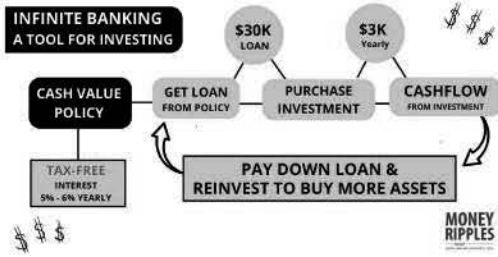 INFINITE BANKING
A TOOL FOR INVESTING
$30K
LOAN
$3K
Yearly
CASH VALUE
POLICY
GET LOAN
FROM POLICY
PURCHASE
INVESTMENT
CASHFLOW
FROM INVESTMENT
TAX-FREE
INTEREST
5% - 6% YEARLY
PAY DOWN LOAN &
REINVEST TO BUY MORE ASSETS
$ $ $
$ $ $
MONEY
RIPPLES